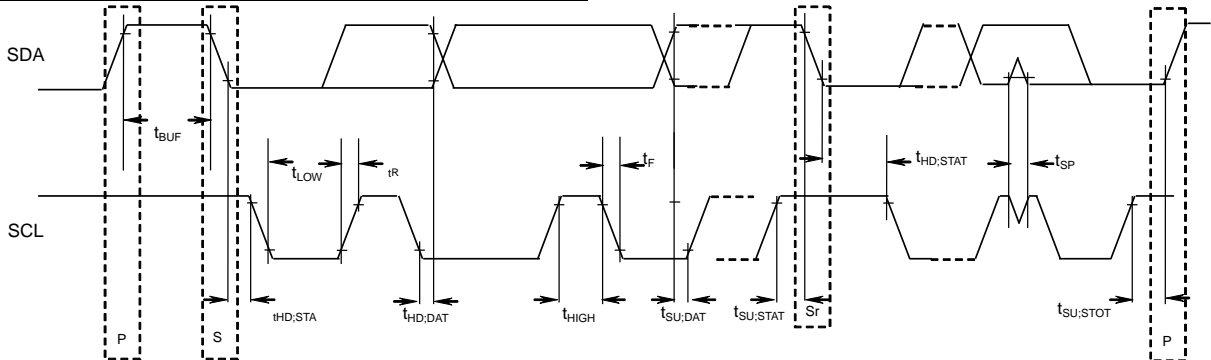 SDA
tBUF
tLOW
tR
tF
tHD;STAT
tSP
SCL
tHD;STA
tHD;DAT
tHIGH
tSU;DAT
tSU;STAT
Sr
tSU;STOT
P
S
P